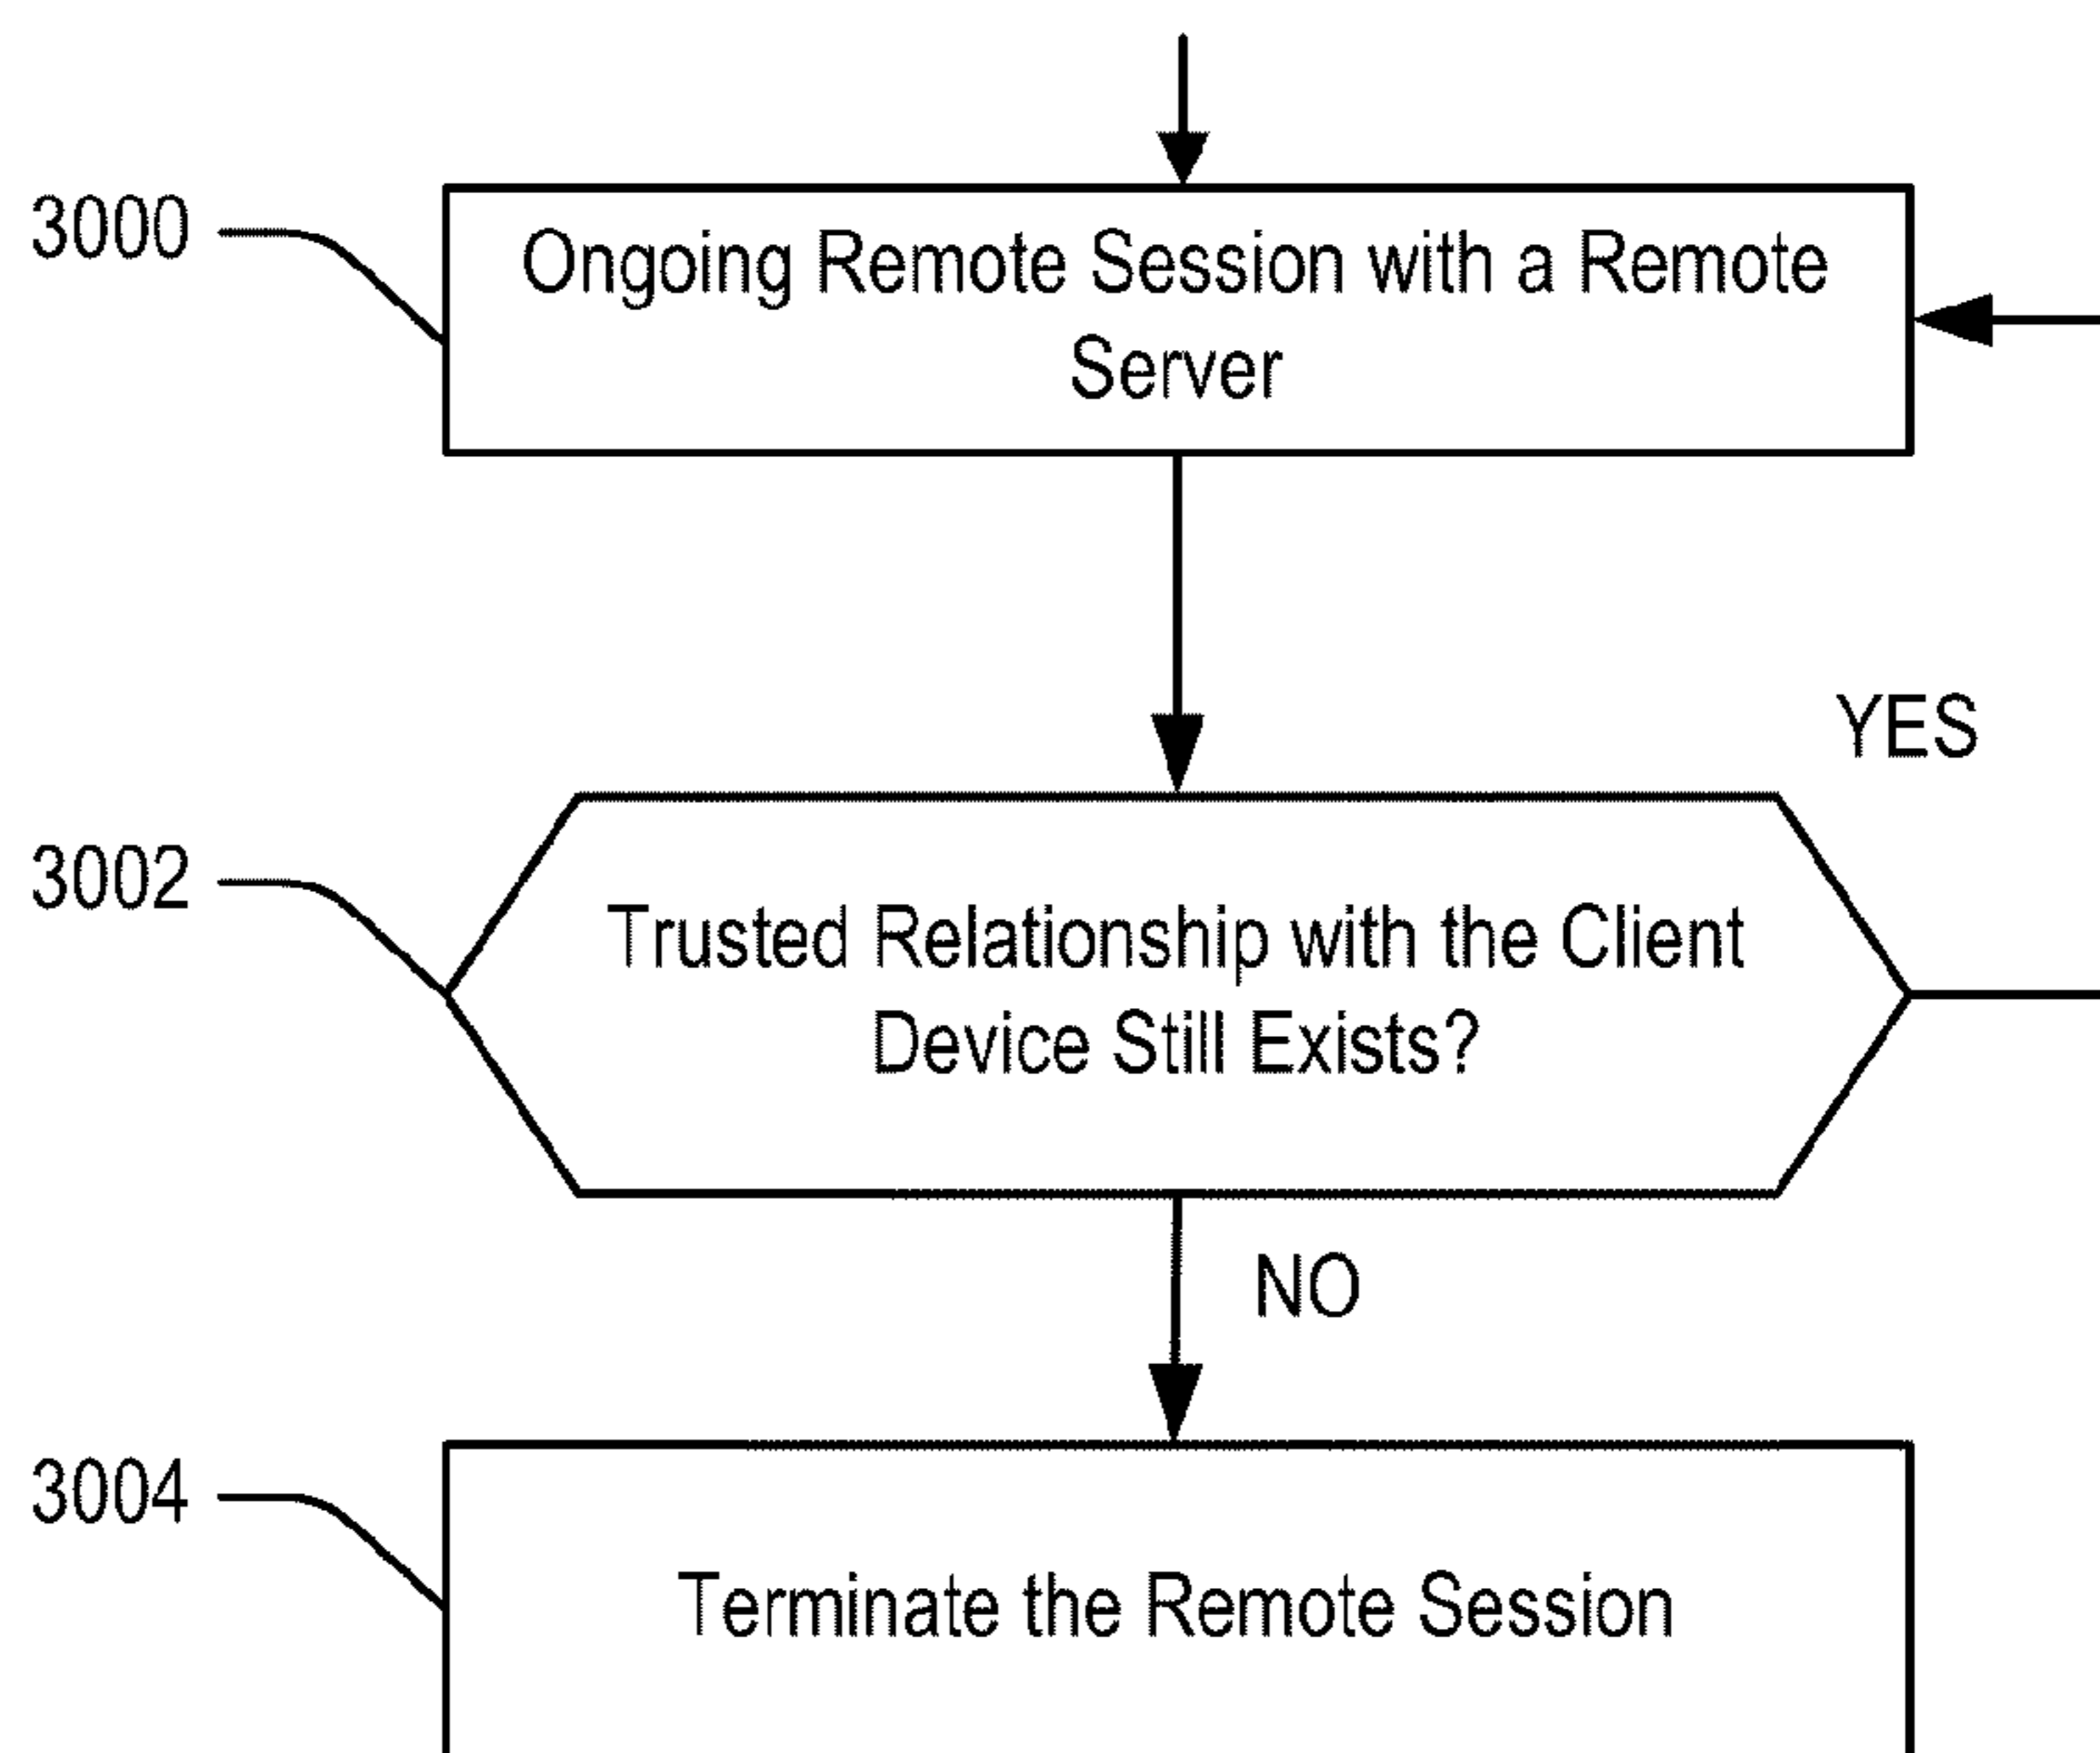 3000
Ongoing Remote Session with a Remote
Server
YES
3002
Trusted Relationship with the Client
Device Still Exists?
NO
3004
Terminate the Remote Session